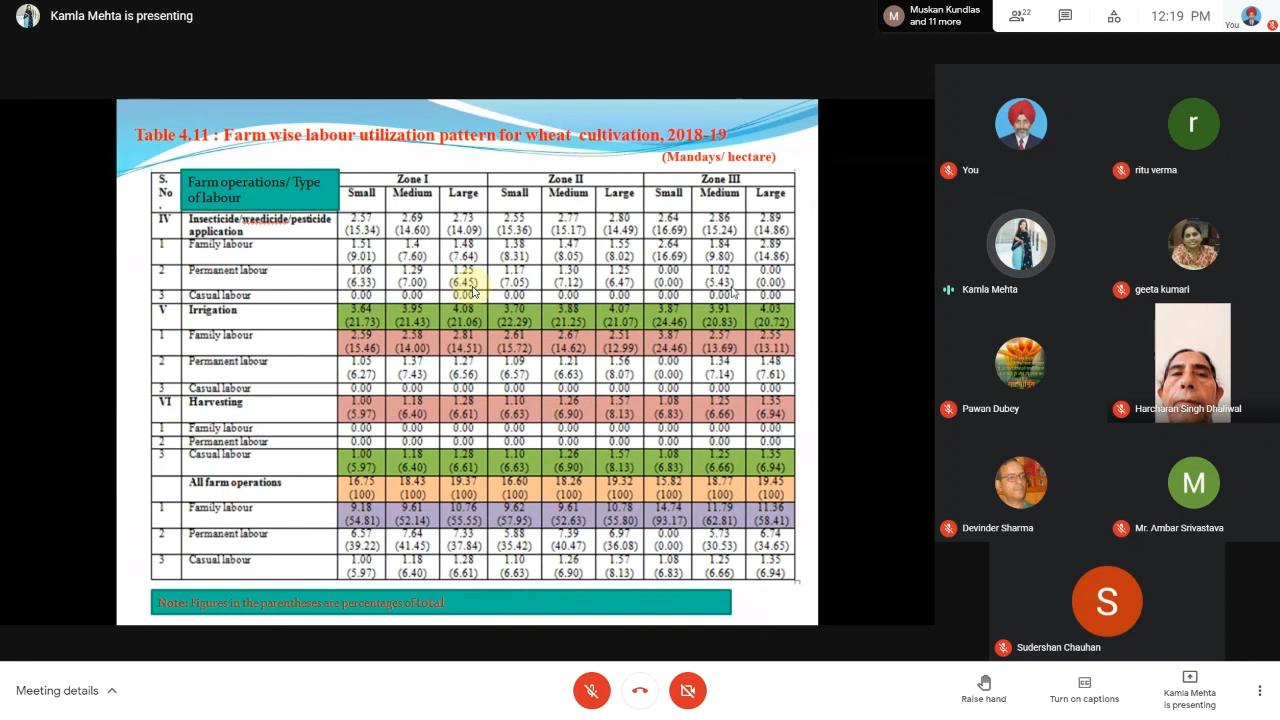 Kamla Mehta is presenting
Muskan Kundlas
and 11 more
22
12:19 PM
You
Table 4.11 : Farm wise labour utilization pattern for wheat cultivation, 2018-19
(Mandays/ hectare)
S. No . Farm operations/ Type of labour Zone I Zone II Zone III
Small Medium Large Small Medium Large Small Medium Large
IV Insecticide/weedicide/pesticide application 2.57 2.69 2.73 2.55 2.77 2.80 2.64 2.86 2.89
(15.34) (14.60) (14.09) (15.36) (15.17) (14.49) (16.69) (15.24) (14.86)
1 Family labour 1.51 1.4 1.48 1.38 1.47 1.55 2.64 1.84 2.89
(9.01) (7.60) (7.64) (8.31) (8.05) (8.02) (16.69) (9.80) (14.86)
2 Permanent labour 1.06 1.29 1.25 1.17 1.30 1.25 0.00 1.02 0.00
(6.33) (7.00) (6.45) (7.05) (7.12) (6.47) (0.00) (5.43) (0.00)
3 Casual labour 0.00 0.00 0.00 0.00 0.00 0.00 0.00 0.00 0.00
V Irrigation 3.64 3.95 4.08 3.70 3.88 4.07 3.87 3.91 4.03
(21.73) (21.43) (21.06) (22.29) (21.25) (21.07) (24.46) (20.83) (20.72)
1 Family labour 2.59 2.58 2.81 2.61 2.67 2.51 3.87 2.57 2.55
(15.46) (14.00) (14.51) (15.72) (14.62) (12.99) (24.46) (13.69) (13.11)
2 Permanent labour 1.05 1.37 1.27 1.09 1.21 1.56 0.00 1.34 1.48
(6.27) (7.43) (6.56) (6.57) (6.63) (8.07) (0.00) (7.14) (7.61)
3 Casual labour 0.00 0.00 0.00 0.00 0.00 0.00 0.00 0.00 0.00
VI Harvesting 1.00 1.18 1.28 1.10 1.26 1.57 1.08 1.25 1.35
(5.97) (6.40) (6.61) (6.63) (6.90) (8.13) (6.83) (6.66) (6.94)
1 Family labour 0.00 0.00 0.00 0.00 0.00 0.00 0.00 0.00 0.00
2 Permanent labour 0.00 0.00 0.00 0.00 0.00 0.00 0.00 0.00 0.00
3 Casual labour 1.00 1.18 1.28 1.10 1.26 1.57 1.08 1.25 1.35
(5.97) (6.40) (6.61) (6.63) (6.90) (8.13) (6.83) (6.66) (6.94)
All farm operations 16.75 18.43 19.37 16.60 18.26 19.32 15.82 18.77 19.45
(100) (100) (100) (100) (100) (100) (100) (100) (100)
1 Family labour 9.18 9.61 10.76 9.62 9.61 10.78 14.74 11.79 11.36
(54.81) (52.14) (55.55) (57.95) (52.63) (55.80) (93.17) (62.81) (58.41)
2 Permanent labour 6.57 7.64 7.33 5.88 7.39 6.97 0.00 5.73 6.74
(39.22) (41.45) (37.84) (35.42) (40.47) (36.08) (0.00) (30.53) (34.65)
3 Casual labour 1.00 1.18 1.28 1.10 1.26 1.57 1.08 1.25 1.35
(5.97) (6.40) (6.61) (6.63) (6.90) (8.13) (6.83) (6.66) (6.94)
Note: Figures in the parentheses are percentages of total
You
r
ritu verma
Kamla Mehta
geeta kumari
Pawan Dubey
Harcharan Singh Dhaliwal
M
Devinder Sharma
Mr. Ambar Srivastava
S
Sudershan Chauhan
Meeting details
Raise hand
Turn on captions
Kamla Mehta
is presenting